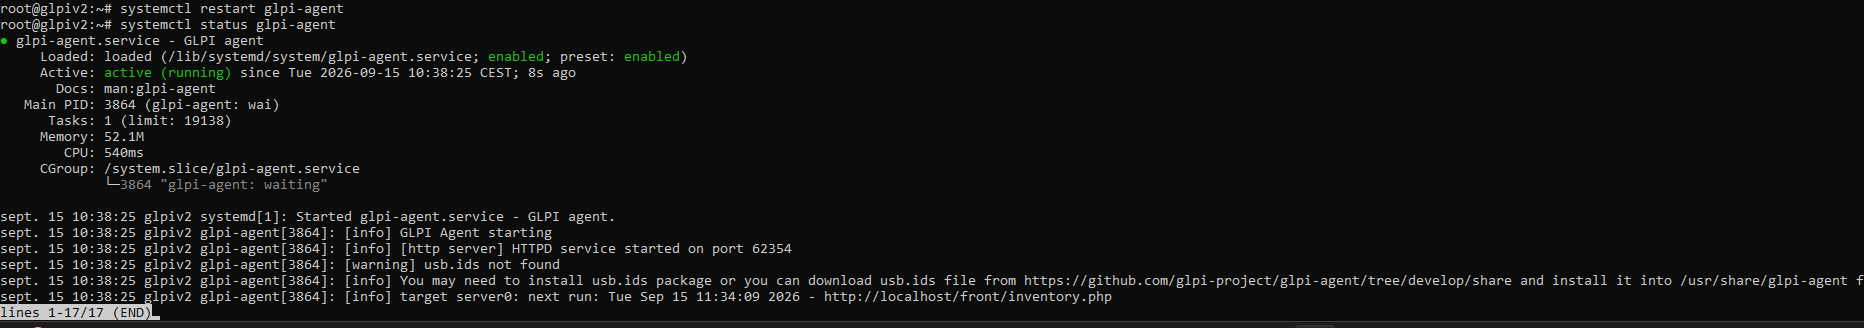 root@glpiv2:~# systemctl restart glpi-agent
root@glpiv2:~# systemctl status glpi-agent
● glpi-agent.service - GLPI agent
     Loaded: loaded (/lib/systemd/system/glpi-agent.service; enabled; preset: enabled)
     Active: active (running) since Tue 2026-09-15 10:38:25 CEST; 8s ago
       Docs: man:glpi-agent
   Main PID: 3864 (glpi-agent: wai)
      Tasks: 1 (limit: 19138)
     Memory: 52.1M
        CPU: 540ms
     CGroup: /system.slice/glpi-agent.service
             └─3864 "glpi-agent: waiting"

sept. 15 10:38:25 glpiv2 systemd[1]: Started glpi-agent.service - GLPI agent.
sept. 15 10:38:25 glpiv2 glpi-agent[3864]: [info] GLPI Agent starting
sept. 15 10:38:25 glpiv2 glpi-agent[3864]: [info] [http server] HTTPD service started on port 62354
sept. 15 10:38:25 glpiv2 glpi-agent[3864]: [warning] usb.ids not found
sept. 15 10:38:25 glpiv2 glpi-agent[3864]: [info] You may need to install usb.ids package or you can download usb.ids file from https://github.com/glpi-project/glpi-agent/tree/develop/share and install it into /usr/share/glpi-agent f
sept. 15 10:38:25 glpiv2 glpi-agent[3864]: [info] target server0: next run: Tue Sep 15 11:34:09 2026 - http://localhost/front/inventory.php
lines 1-17/17 (END)